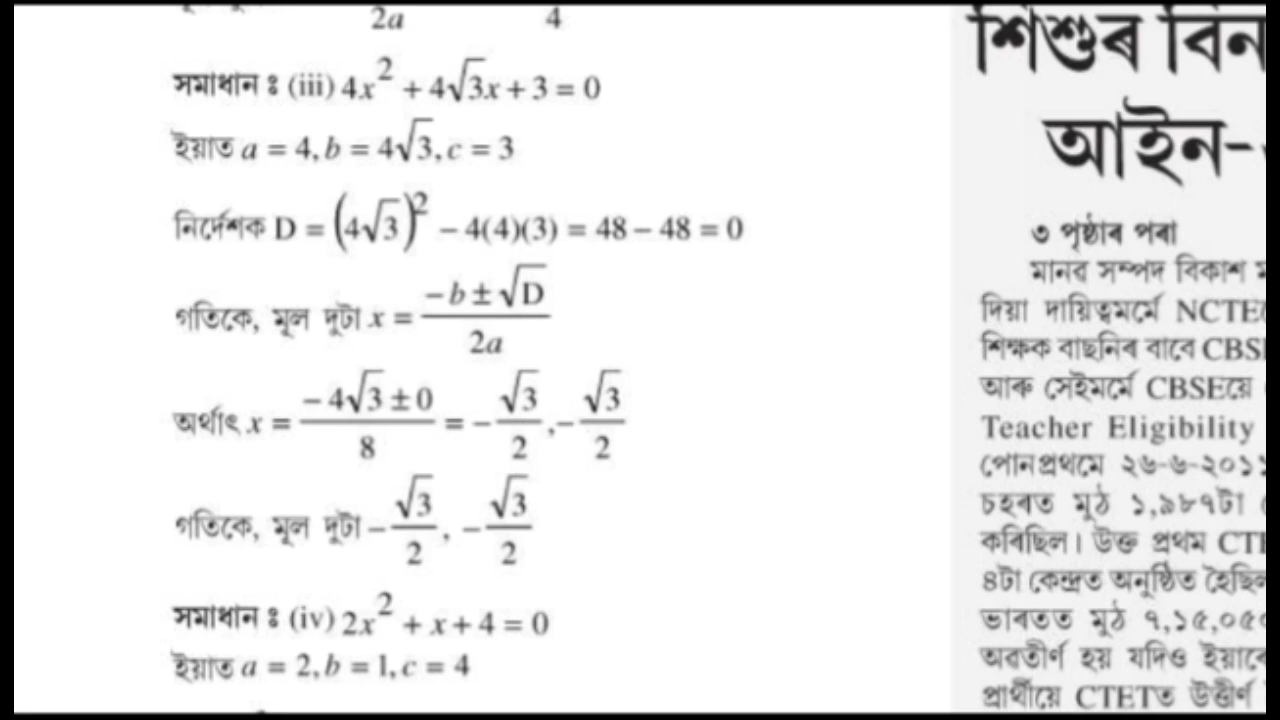 2a 4
সমাধান ঃ (iii) 4x² + 4√3x + 3 = 0
ইয়াত a = 4, b = 4√3, c = 3
নিৰ্দেশক D = (4√3)² – 4(4)(3) = 48 – 48 = 0
গতিকে, মূল দুটা x = (–b ± √D)/2a
অৰ্থাৎ x = (–4√3 ± 0)/8 = –√3/2 , –√3/2
গতিকে, মূল দুটা –√3/2 , –√3/2
সমাধান ঃ (iv) 2x² + x + 4 = 0
ইয়াত a = 2, b = 1, c = 4
শিশুৰ বিন
আইন-
৩ পৃষ্ঠাৰ পৰা
মানৱ সম্পদ বিকাশ
দিয়া দায়িত্বমৰ্মে NCTE
শিক্ষক বাছনিৰ বাবে CBS
আৰু সেইমৰ্মে CBSEয়ে
Teacher Eligibility
পোনপ্ৰথমে ২৬-৬-২০১১
চহৰত মুঠ ১,৯৮৭টা
কৰিছিল। উক্ত প্ৰথম CT
৪টা কেন্দ্ৰত অনুষ্ঠিত হৈছিল
ভাৰতত মুঠ ৭,১৫,০৫
অৱতীৰ্ণ হয় যদিও ইয়াৰে
প্ৰাৰ্থীয়ে CTETত উত্তীৰ্ণ